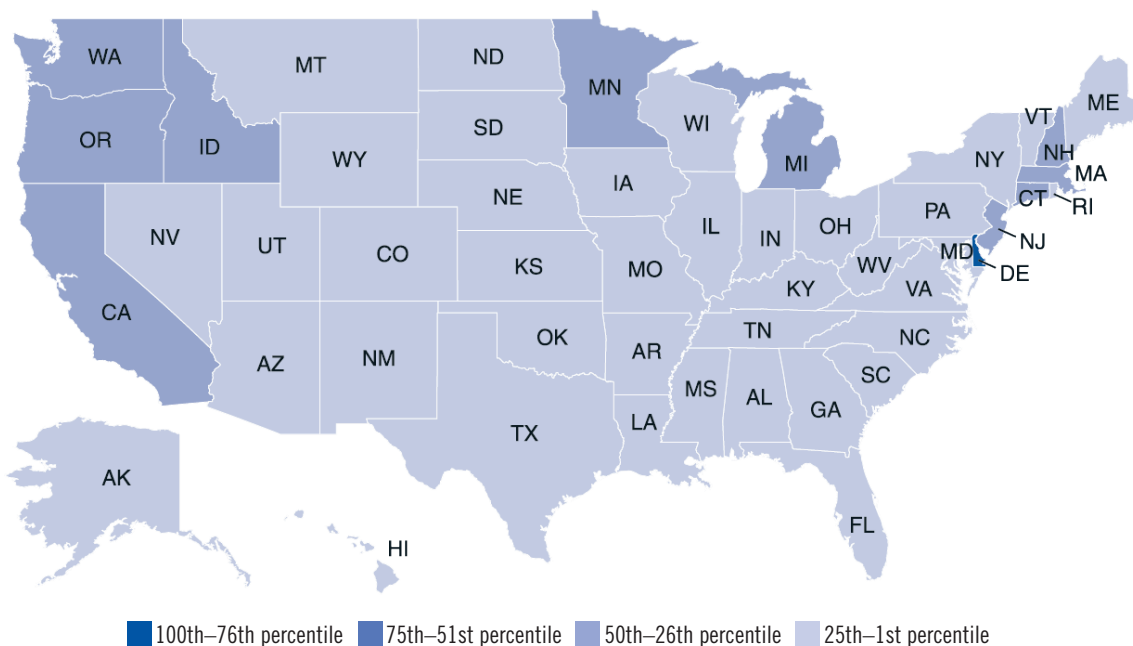 WA
MT
ND
MN
OR
ID
SD
WI
VT
ME
WY
MI
NY
NH
MA
NE
IA
CT
RI
NV
UT
CO
IL
IN
OH
PA
NJ
MD
DE
KS
MO
WV
VA
CA
KY
NC
AZ
NM
OK
AR
TN
SC
MS
AL
GA
LA
TX
AK
FL
HI
100th–76th percentile
75th–51st percentile
50th–26th percentile
25th–1st percentile